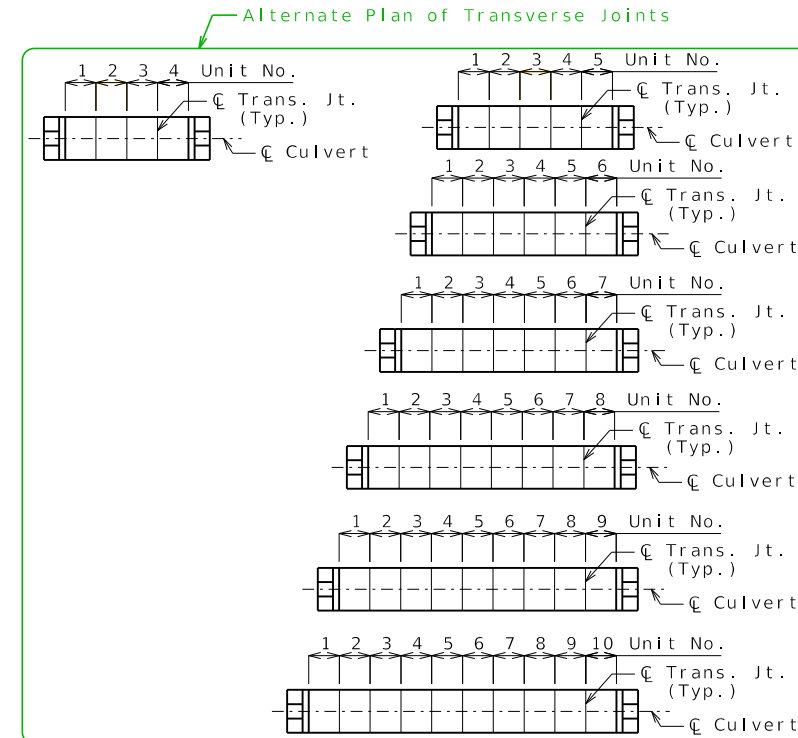 Alternate Plan of Transverse Joints
1 2 3 4 Unit No.
℄ Trans. Jt.
(Typ.)
℄ Culvert
1 2 3 4 5 Unit No.
℄ Trans. Jt.
(Typ.)
℄ Culvert
1 2 3 4 5 6 Unit No.
℄ Trans. Jt.
(Typ.)
℄ Culvert
1 2 3 4 5 6 7 Unit No.
℄ Trans. Jt.
(Typ.)
℄ Culvert
1 2 3 4 5 6 7 8 Unit No.
℄ Trans. Jt.
(Typ.)
℄ Culvert
1 2 3 4 5 6 7 8 9 Unit No.
℄ Trans. Jt.
(Typ.)
℄ Culvert
1 2 3 4 5 6 7 8 9 10 Unit No.
℄ Trans. Jt.
(Typ.)
℄ Culvert